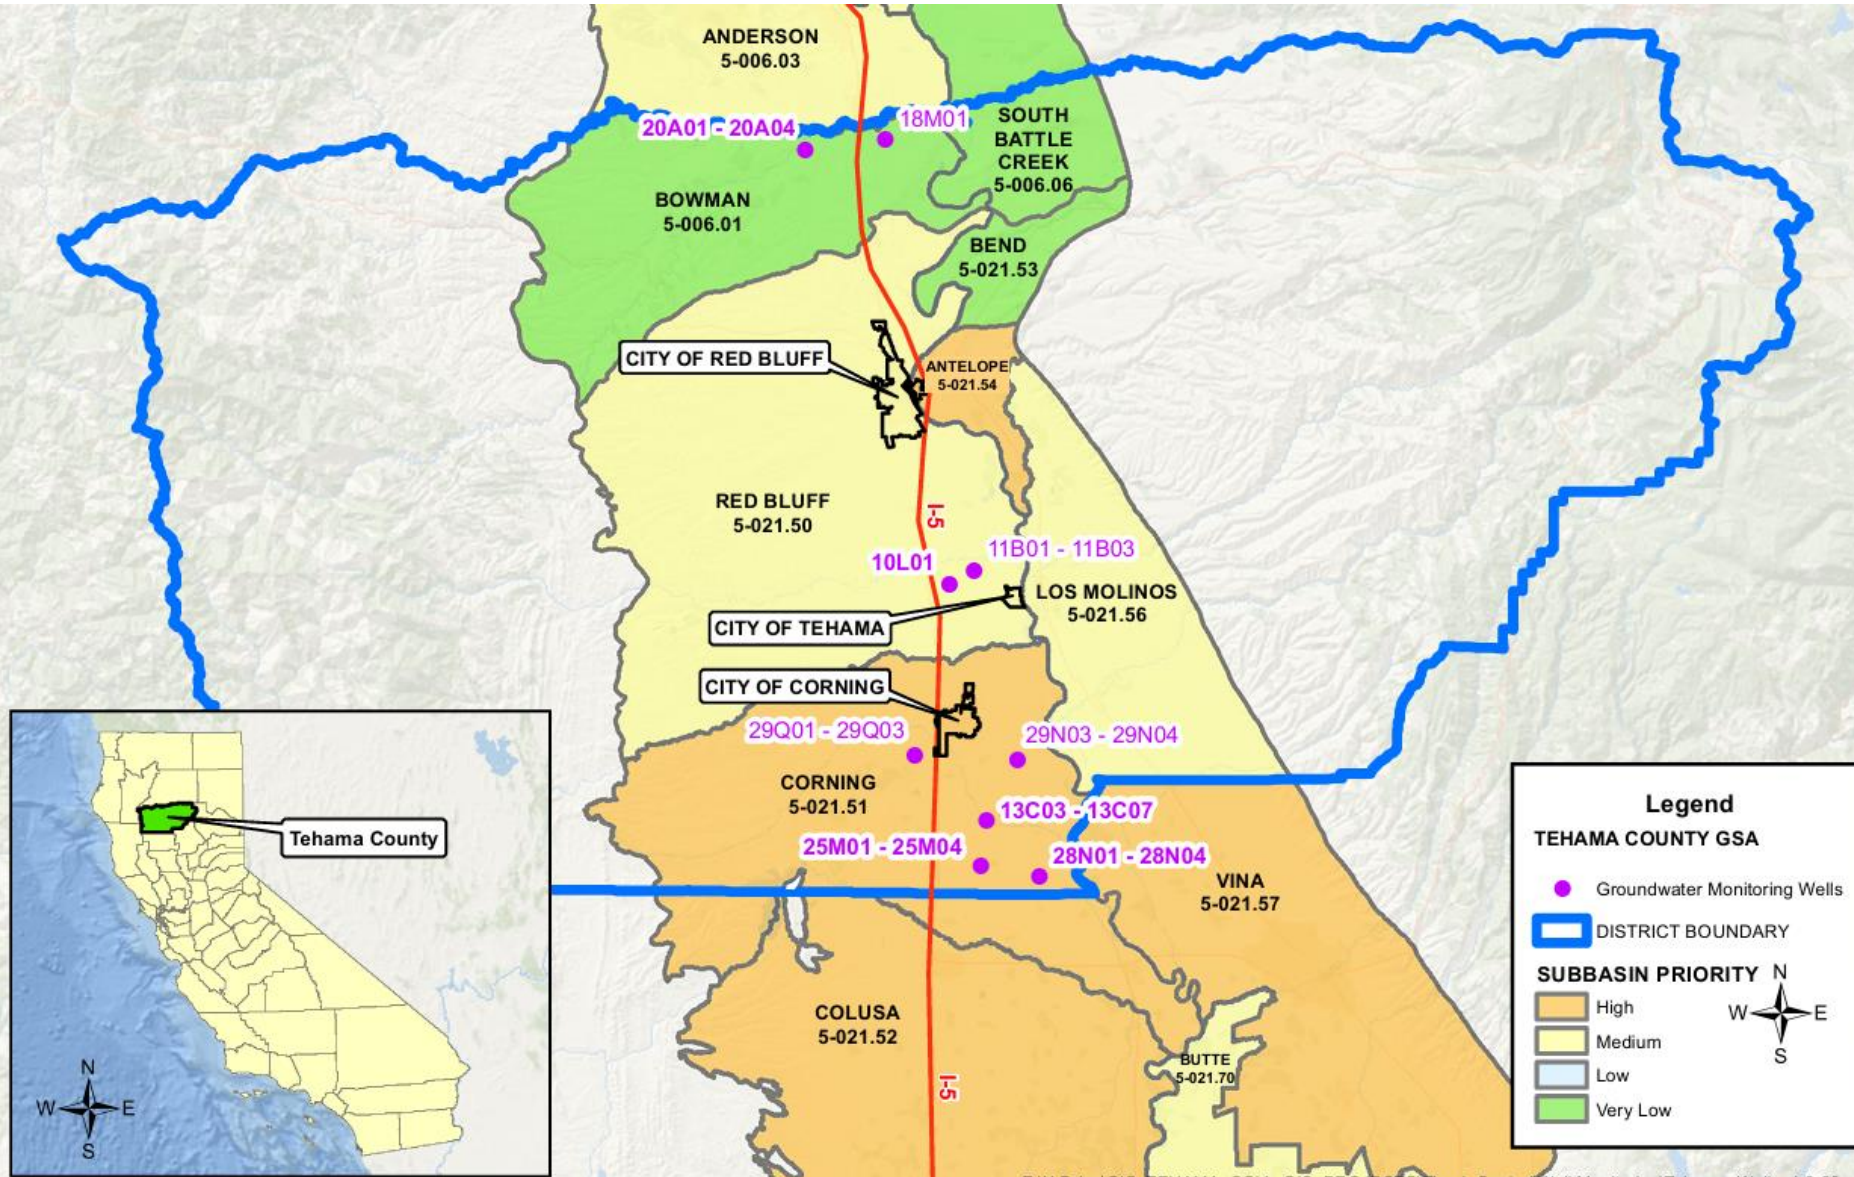 ANDERSON
5-006.03
20A01 - 20A04
18M01
SOUTH
BATTLE
CREEK
5-006.06
BOWMAN
5-006.01
BEND
5-021.53
CITY OF RED BLUFF
ANTELOPE
5-021.54
RED BLUFF
5-021.50
I-5
10L01
11B01 - 11B03
LOS MOLINOS
5-021.56
CITY OF TEHAMA
CITY OF CORNING
29Q01 - 29Q03
29N03 - 29N04
CORNING
5-021.51
13C03 - 13C07
25M01 - 25M04
28N01 - 28N04
VINA
5-021.57
COLUSA
5-021.52
BUTTE
5-021.70
I-5
Tehama County
N
W E
S
Legend
TEHAMA COUNTY GSA
Groundwater Monitoring Wells
DISTRICT BOUNDARY
SUBBASIN PRIORITY
High
Medium
Low
Very Low
N
W E
S